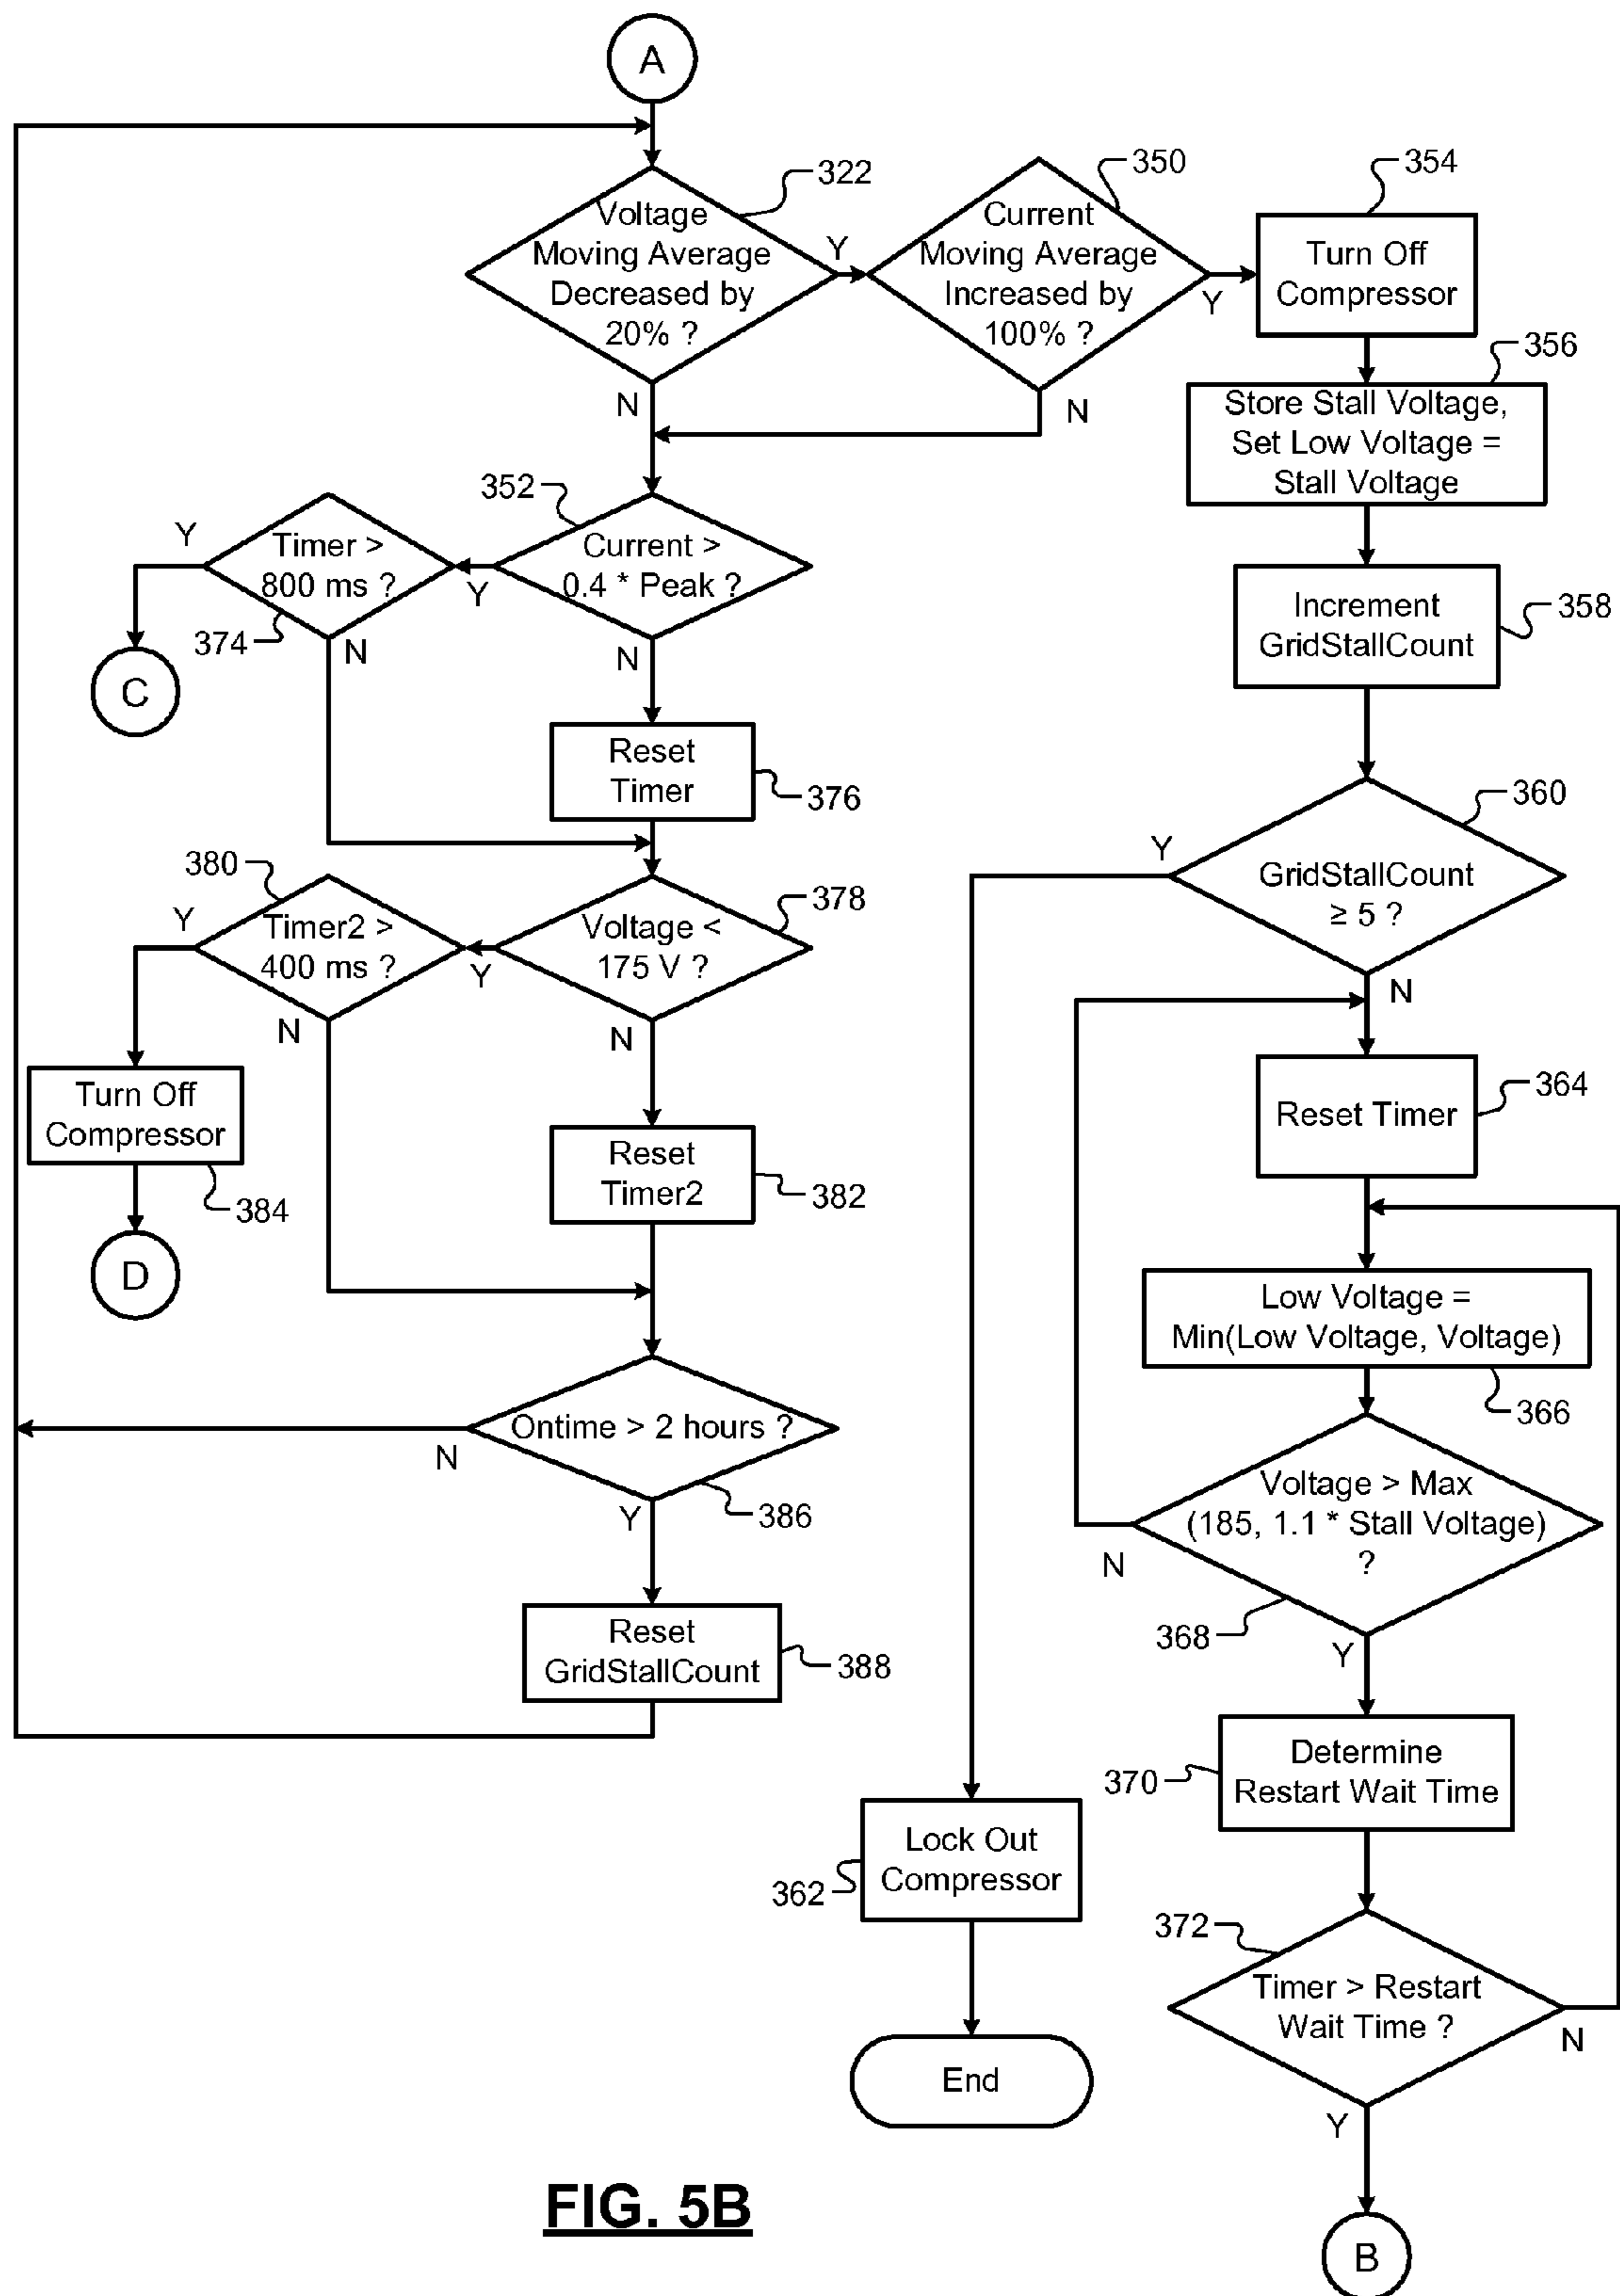 A
322
Voltage
Moving Average
Decreased by
20% ?
Y
N
350
Current
Moving Average
Increased by
100% ?
Y
N
354
Turn Off
Compressor
356
Store Stall Voltage,
Set Low Voltage =
Stall Voltage
352
Current >
0.4 * Peak ?
Y
N
Timer >
800 ms ?
Y
374
N
C
358
Increment
GridStallCount
Reset
Timer
376
360
GridStallCount
≥ 5 ?
Y
N
380
Timer2 >
400 ms ?
Y
N
378
Voltage <
175 V ?
Y
N
Turn Off
Compressor
384
D
Reset
Timer2
382
364
Reset Timer
Low Voltage =
Min(Low Voltage, Voltage)
366
Ontime > 2 hours ?
N
Y
386
Voltage > Max
(185, 1.1 * Stall Voltage)
?
N
368
Y
Reset
GridStallCount
388
Determine
Restart Wait Time
370
Lock Out
Compressor
362
372
Timer > Restart
Wait Time ?
N
Y
End
B
FIG. 5B